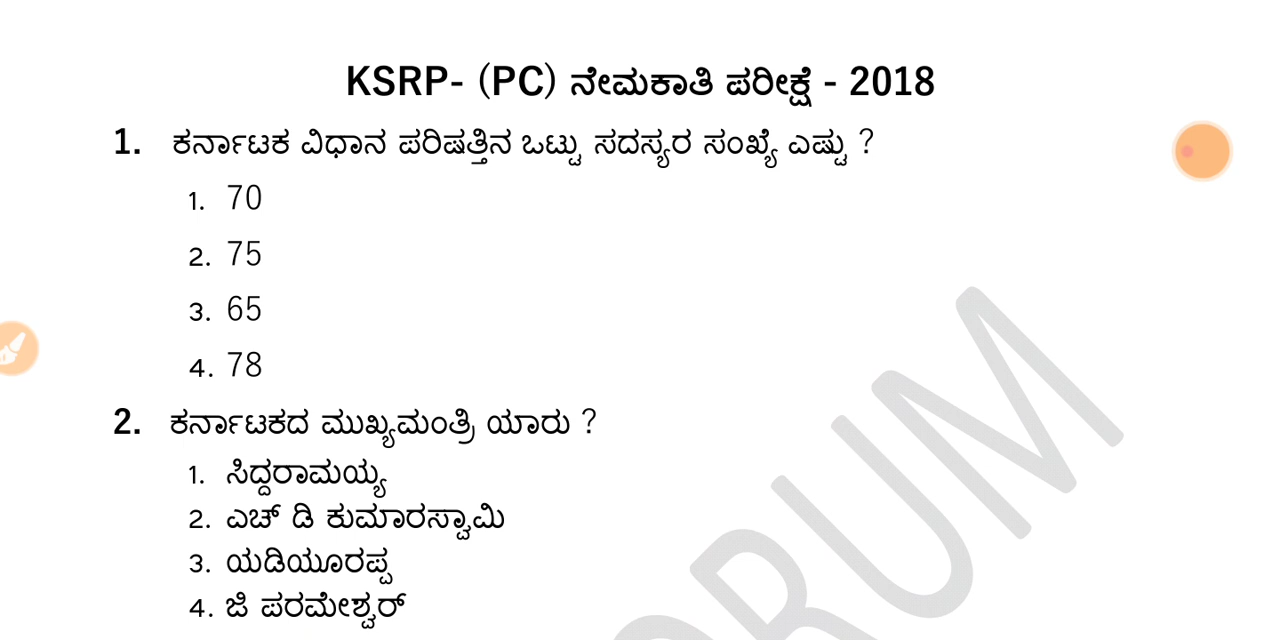 KSRP- (PC) ನೇಮಕಾತಿ ಪರೀಕ್ಷೆ - 2018
1. ಕರ್ನಾಟಕ ವಿಧಾನ ಪರಿಷತ್ತಿನ ಒಟ್ಟು ಸದಸ್ಯರ ಸಂಖ್ಯೆ ಎಷ್ಟು ?
1. 70
2. 75
3. 65
4. 78
2. ಕರ್ನಾಟಕದ ಮುಖ್ಯಮಂತ್ರಿ ಯಾರು ?
1. ಸಿದ್ದರಾಮಯ್ಯ
2. ಎಚ್ ಡಿ ಕುಮಾರಸ್ವಾಮಿ
3. ಯಡಿಯೂರಪ್ಪ
4. ಜಿ ಪರಮೇಶ್ವರ್